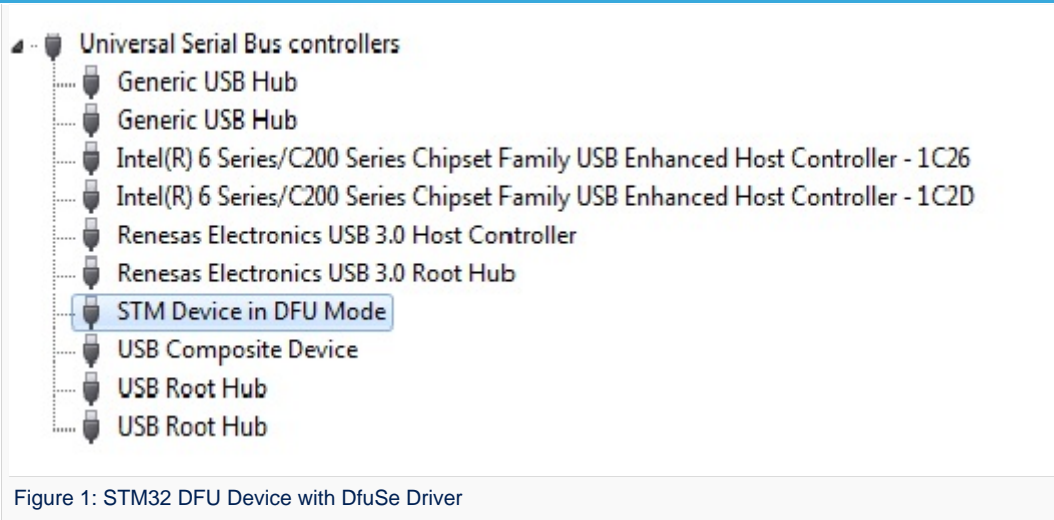 Universal Serial Bus controllers
Generic USB Hub
Generic USB Hub
Intel(R) 6 Series/C200 Series Chipset Family USB Enhanced Host Controller - 1C26
Intel(R) 6 Series/C200 Series Chipset Family USB Enhanced Host Controller - 1C2D
Renesas Electronics USB 3.0 Host Controller
Renesas Electronics USB 3.0 Root Hub
STM Device in DFU Mode
USB Composite Device
USB Root Hub
USB Root Hub
Figure 1: STM32 DFU Device with DfuSe Driver